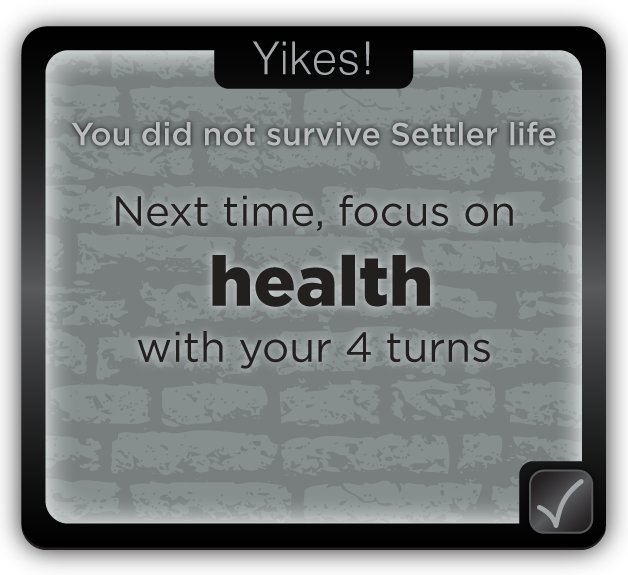 Yikes!
You did not survive Settler life
Next time, focus on
health
with your 4 turns